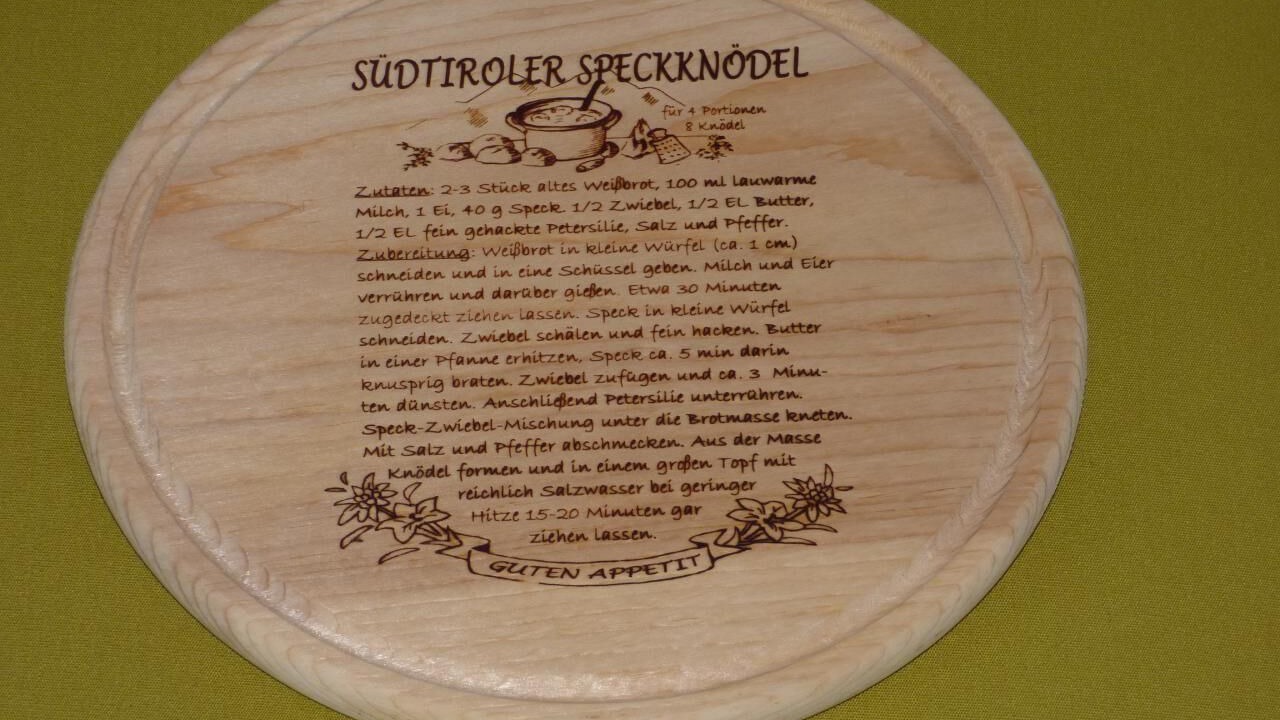 SÜDTIROLER SPECKKNÖDEL
für 4 Portionen
8 Knödel
Zutaten: 2-3 Stück altes Weißbrot, 100 ml lauwarme
Milch, 1 Ei, 40 g Speck. 1/2 Zwiebel, 1/2 EL Butter,
1/2 EL fein gehackte Petersilie, Salz und Pfeffer.
Zubereitung: Weißbrot in kleine Würfel (ca. 1 cm)
schneiden und in eine Schüssel geben. Milch und Eier
verrühren und darüber gießen. Etwa 30 Minuten
zugedeckt ziehen lassen. Speck in kleine Würfel
schneiden. Zwiebel schälen und fein hacken. Butter
in einer Pfanne erhitzen, Speck ca. 5 min darin
knusprig braten. Zwiebel zufügen und ca. 3 Minu-
ten dünsten. Anschließend Petersilie unterrühren.
Speck-Zwiebel-Mischung unter die Brotmasse kneten.
Mit Salz und Pfeffer abschmecken. Aus der Masse
Knödel formen und in einem großen Topf mit
reichlich Salzwasser bei geringer
Hitze 15-20 Minuten gar
ziehen lassen.
GUTEN APPETIT